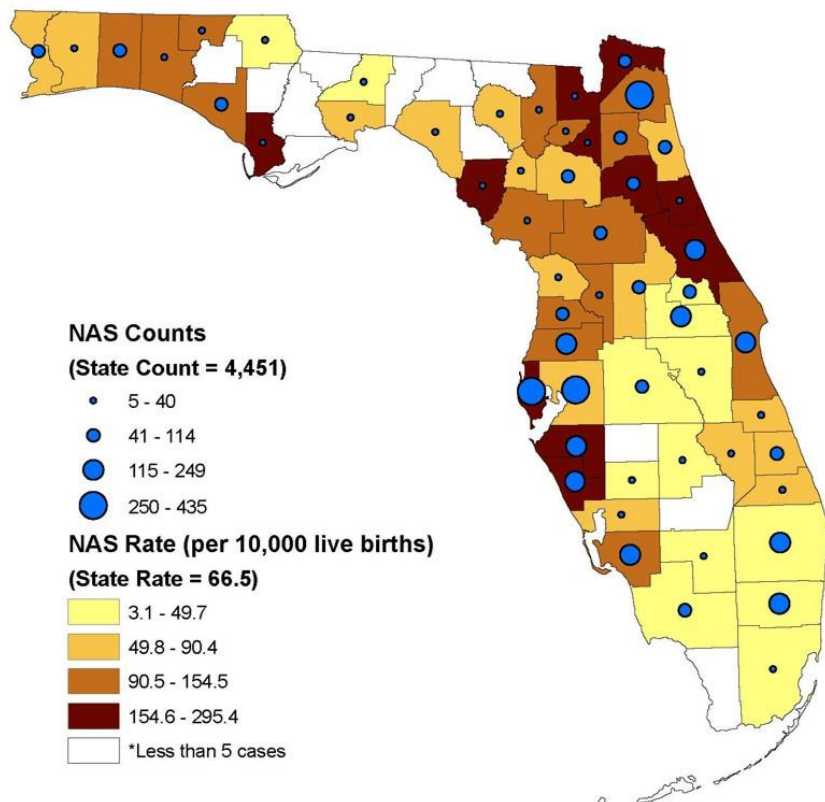 NAS Counts
(State Count = 4,451)
5 - 40
41 - 114
115 - 249
250 - 435
NAS Rate (per 10,000 live births)
(State Rate = 66.5)
3.1 - 49.7
49.8 - 90.4
90.5 - 154.5
154.6 - 295.4
*Less than 5 cases